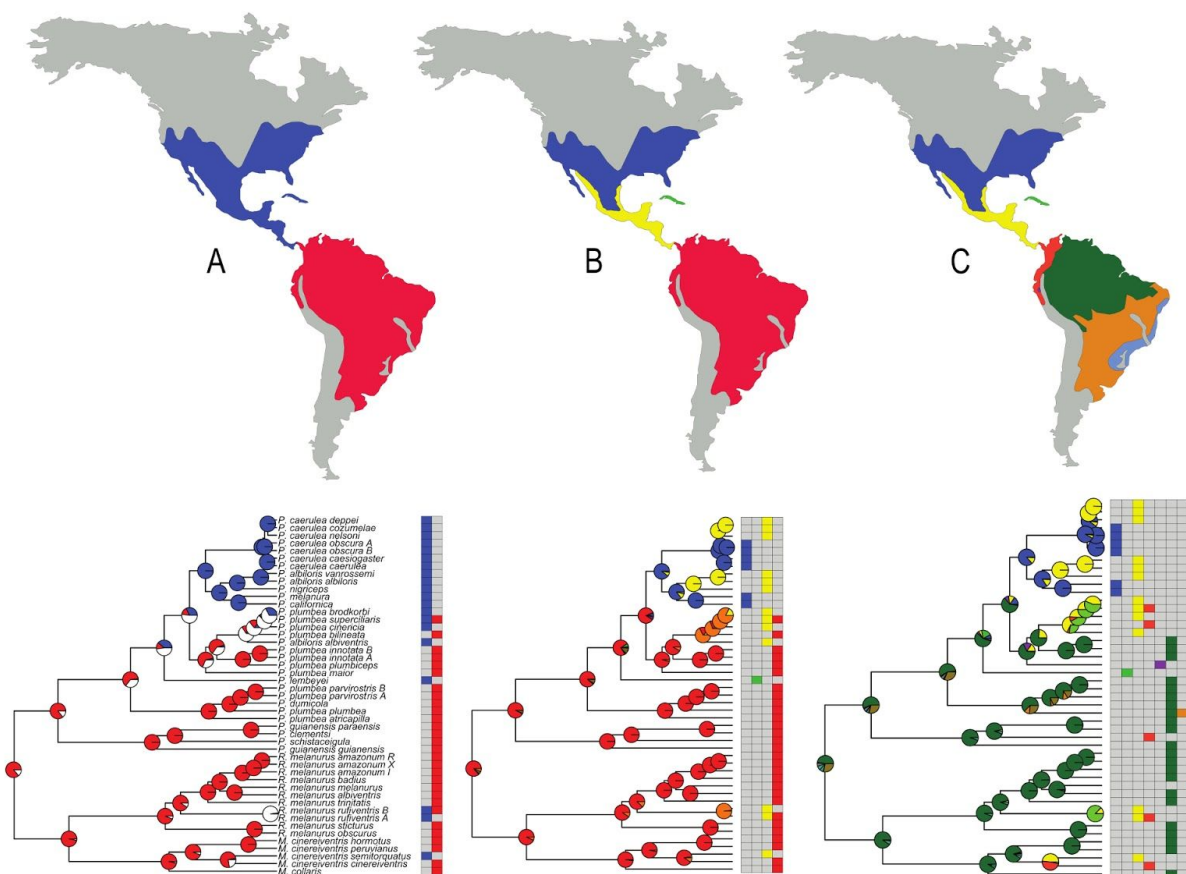 A
B
C
P. caerulea deppei
P. caerulea cozumelae
P. caerulea nelsoni
P. caerulea obscura A
P. caerulea obscura B
P. caerulea caesiogaster
P. caerulea caerulea
P. albiloris vanrossemi
P. albiloris albiloris
P. nigriceps
P. melanura
P. californica
P. plumbea brodkorbi
P. plumbea superciliaris
P. plumbea cinericia
P. plumbea bilineata
P. albiloris albiventris
P. plumbea innotata B
P. plumbea innotata A
P. plumbea plumbiceps
P. plumbea maior
P. lembeyei
P. plumbea parvirostris B
P. plumbea parvirostris A
P. dumicola
P. plumbea plumbea
P. plumbea atricapilla
P. guianensis paraensis
P. clementsi
P. schistaceigula
P. guianensis guianensis
R. melanurus amazonum R
R. melanurus amazonum X
R. melanurus amazonum I
R. melanurus badius
R. melanurus melanurus
R. melanurus albiventris
R. melanurus trinitatis
R. melanurus rufiventris B
R. melanurus rufiventris A
R. melanurus sticturus
R. melanurus obscurus
M. cinereiventris hormotus
M. cinereiventris peruvianus
M. cinereiventris semitorquatus
M. cinereiventris cinereiventris
M. collaris